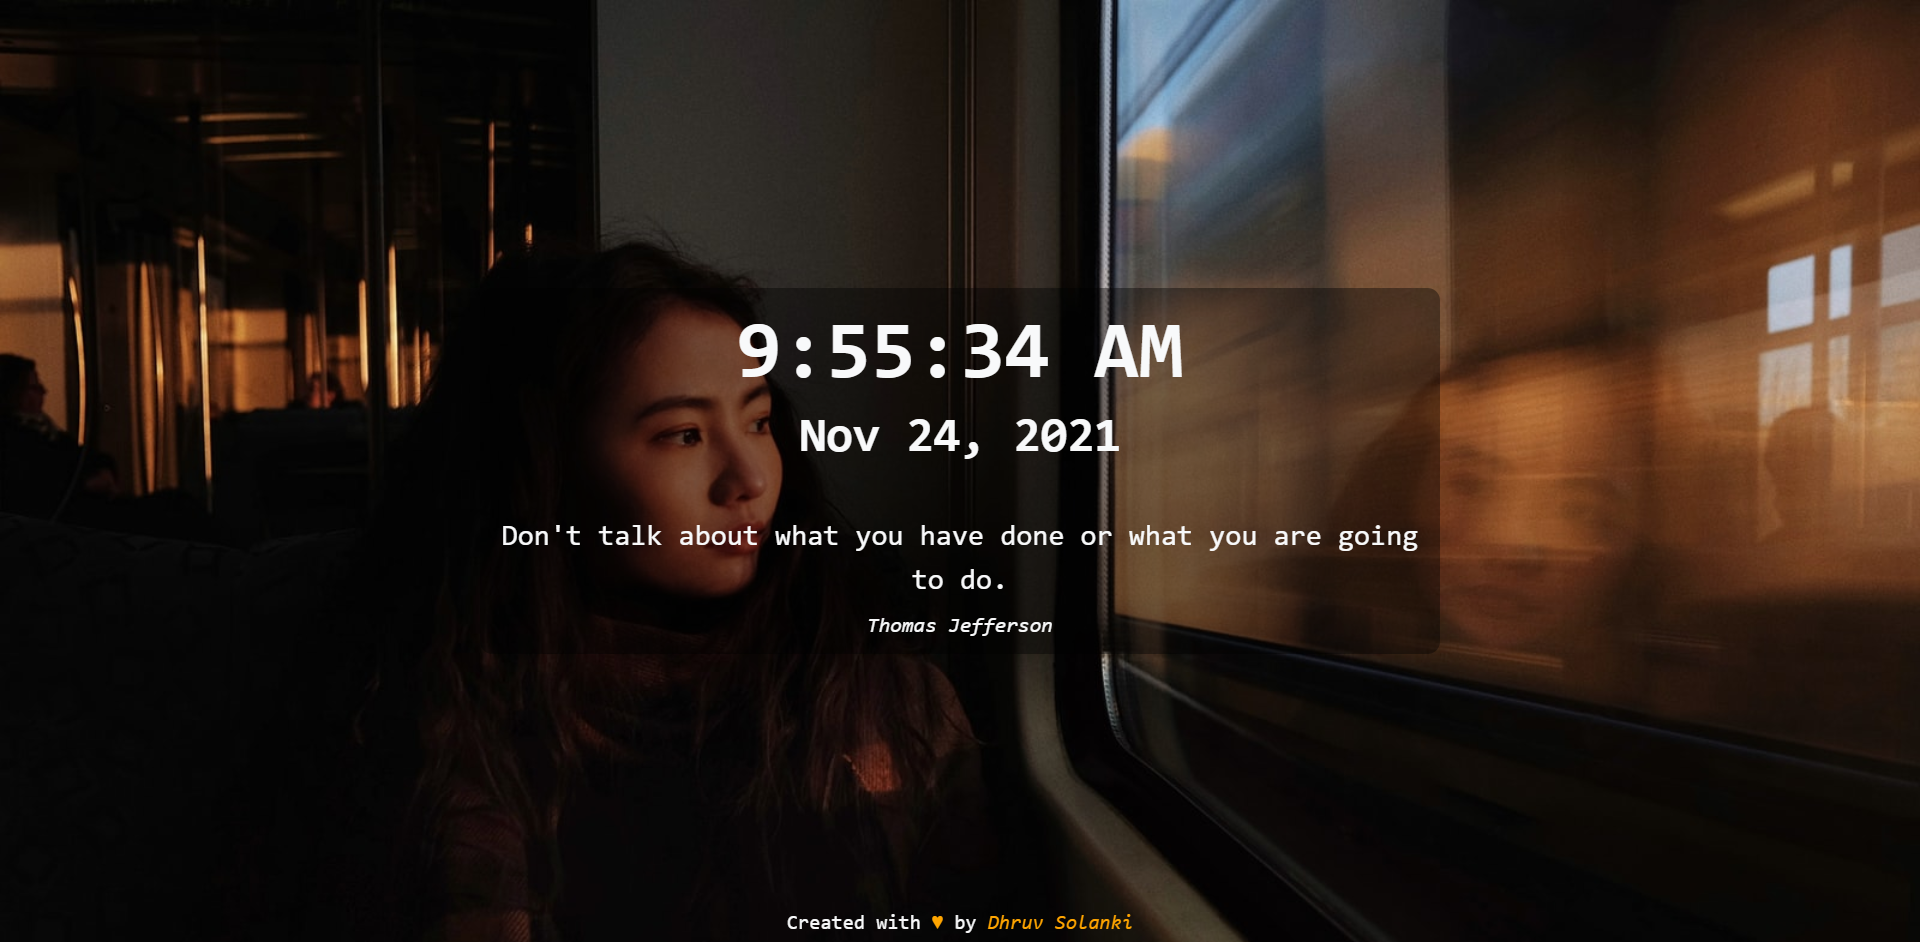 9:55:34 AM
Nov 24, 2021
Don't talk about what you have done or what you are going
to do.
Thomas Jefferson
Created with ♥ by Dhruv Solanki